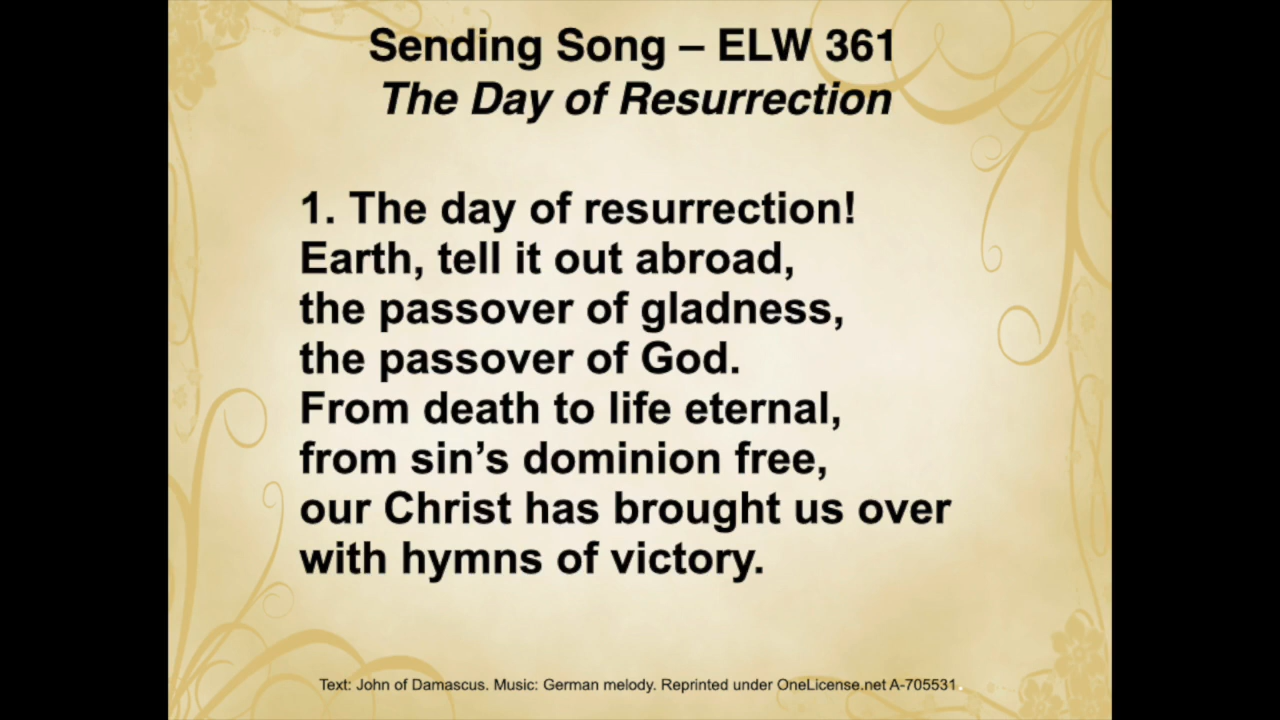 Sending Song – ELW 361
The Day of Resurrection
1. The day of resurrection!
Earth, tell it out abroad,
the passover of gladness,
the passover of God.
From death to life eternal,
from sin’s dominion free,
our Christ has brought us over
with hymns of victory.
Text: John of Damascus. Music: German melody. Reprinted under OneLicense.net A-705531.